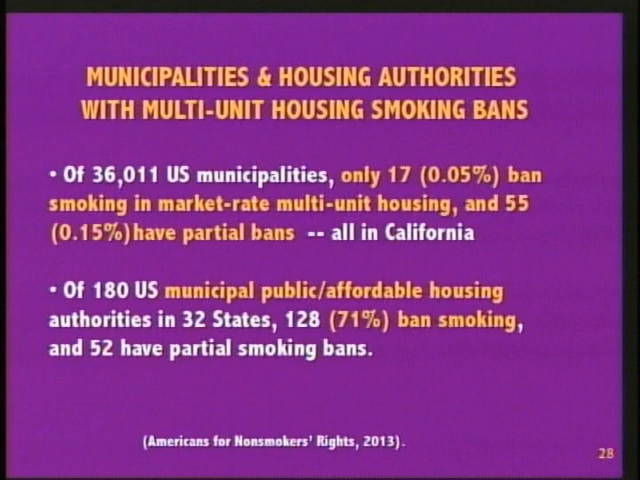 MUNICIPALITIES & HOUSING AUTHORITIES
WITH MULTI-UNIT HOUSING SMOKING BANS
• Of 36,011 US municipalities, only 17 (0.05%) ban
smoking in market-rate multi-unit housing, and 55
(0.15%)have partial bans -- all in California
• Of 180 US municipal public/affordable housing
authorities in 32 States, 128 (71%) ban smoking,
and 52 have partial smoking bans.
(Americans for Nonsmokers' Rights, 2013).
28